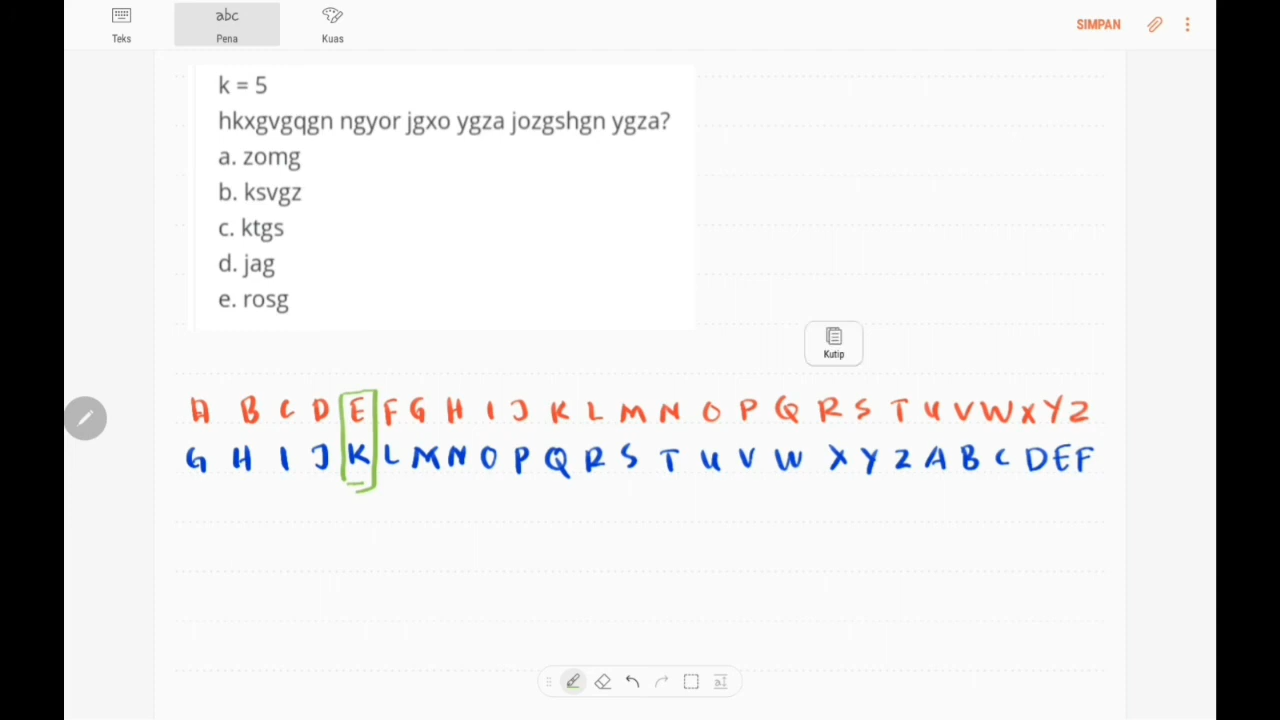 Teks
abc
Pena
Kuas
SIMPAN
k = 5
hkxgvgqgn ngyor jgxo ygza jozgshgn ygza?
a. zomg
b. ksvgz
c. ktgs
d. jag
e. rosg
Kutip
A B C D E F G H I J K L M N O P Q R S T U V W X Y Z
G H I J K L M N O P Q R S T U V W X Y Z A B C D E F